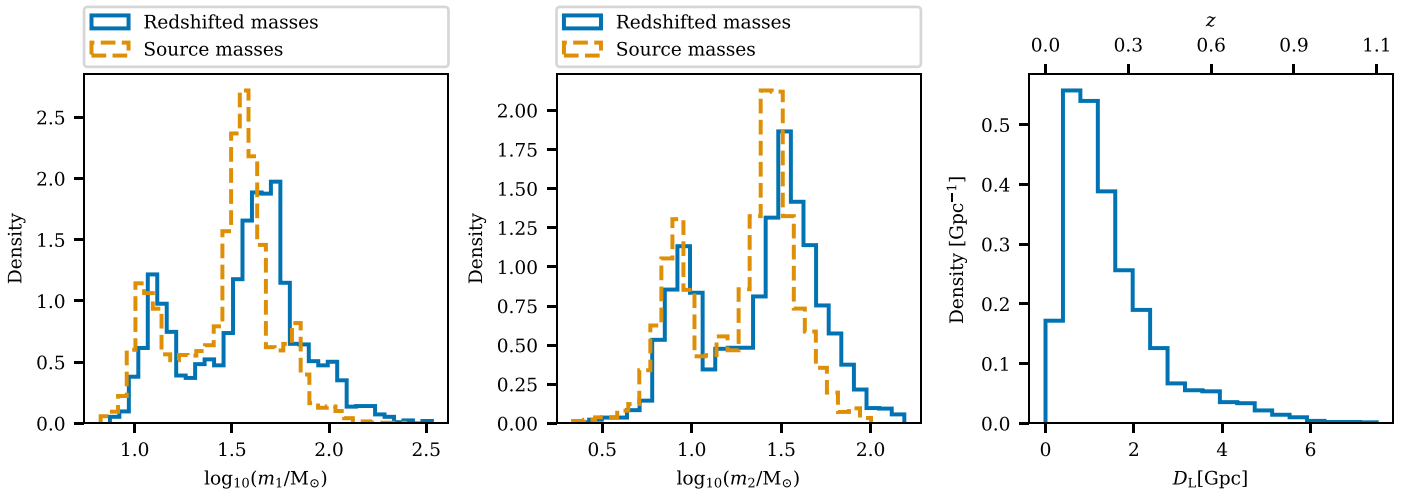 Redshifted masses
Source masses
Density
2.5
2.0
1.5
1.0
0.5
0.0
1.0 1.5 2.0 2.5
log₁₀(m₁/M⊙)
Redshifted masses
Source masses
Density
2.00
1.75
1.50
1.25
1.00
0.75
0.50
0.25
0.00
0.5 1.0 1.5 2.0
log₁₀(m₂/M⊙)
z
0.0 0.3 0.6 0.9 1.1
Density [Gpc⁻¹]
0.5
0.4
0.3
0.2
0.1
0.0
0 2 4 6
D_L[Gpc]